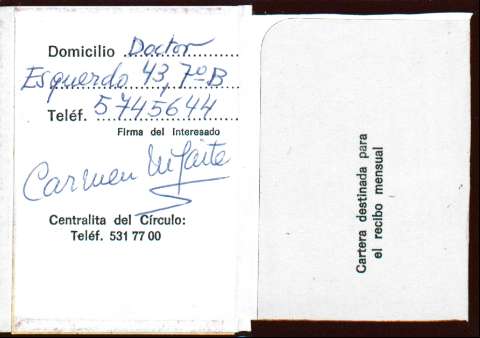 Domicilio Doctor
Esquerdo 43, 7º B
Teléf. 5745644
Firma del Interesado
Carmen Infante
Centralita del Círculo:
Teléf. 531 77 00
Cartera destinada para
el recibo mensual